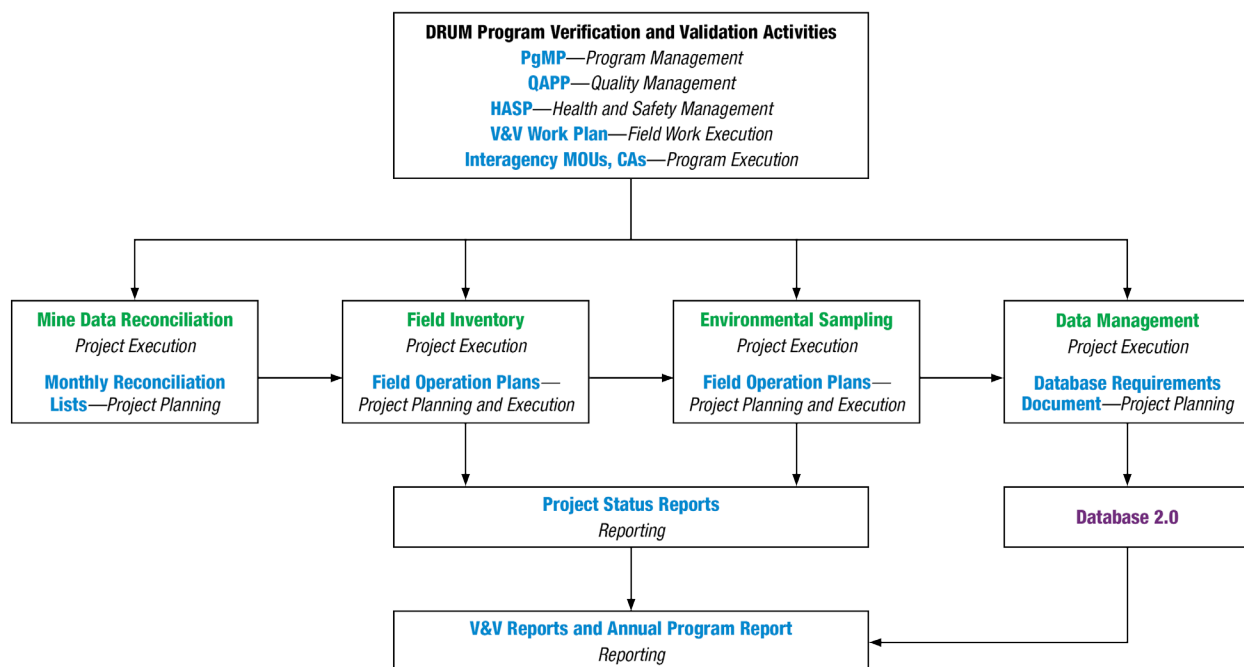 DRUM Program Verification and Validation Activities
PgMP—Program Management
QAPP—Quality Management
HASP—Health and Safety Management
V&V Work Plan—Field Work Execution
Interagency MOUs, CAs—Program Execution
Mine Data Reconciliation
Project Execution
Monthly Reconciliation
Lists—Project Planning
Field Inventory
Project Execution
Field Operation Plans—
Project Planning and Execution
Environmental Sampling
Project Execution
Field Operation Plans—
Project Planning and Execution
Data Management
Project Execution
Database Requirements
Document—Project Planning
Project Status Reports
Reporting
Database 2.0
V&V Reports and Annual Program Report
Reporting